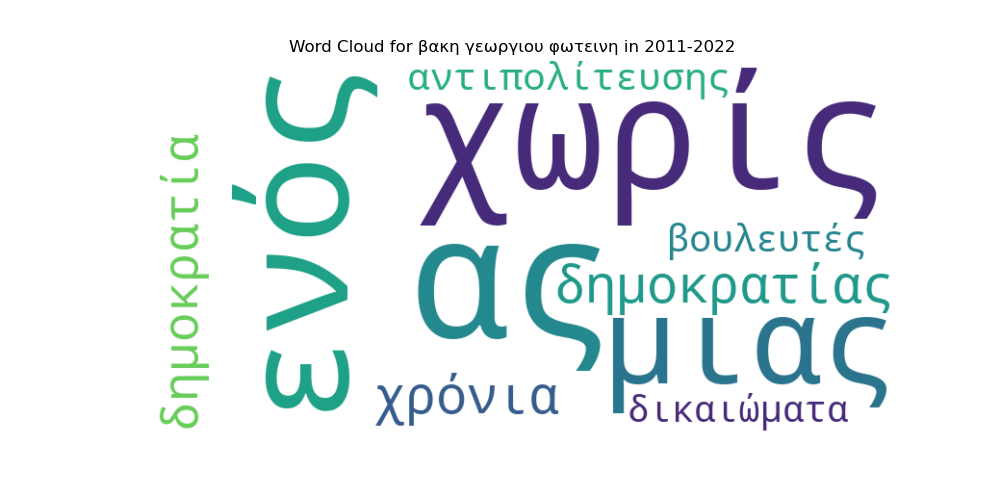 Word Cloud for βακη γεωργιου φωτεινη in 2011-2022
αντιπολίτευσης
χωρίς
ενός
δημοκρατία
βουλευτές
ας
δημοκρατίας
μιας
χρόνια
δικαιώματα